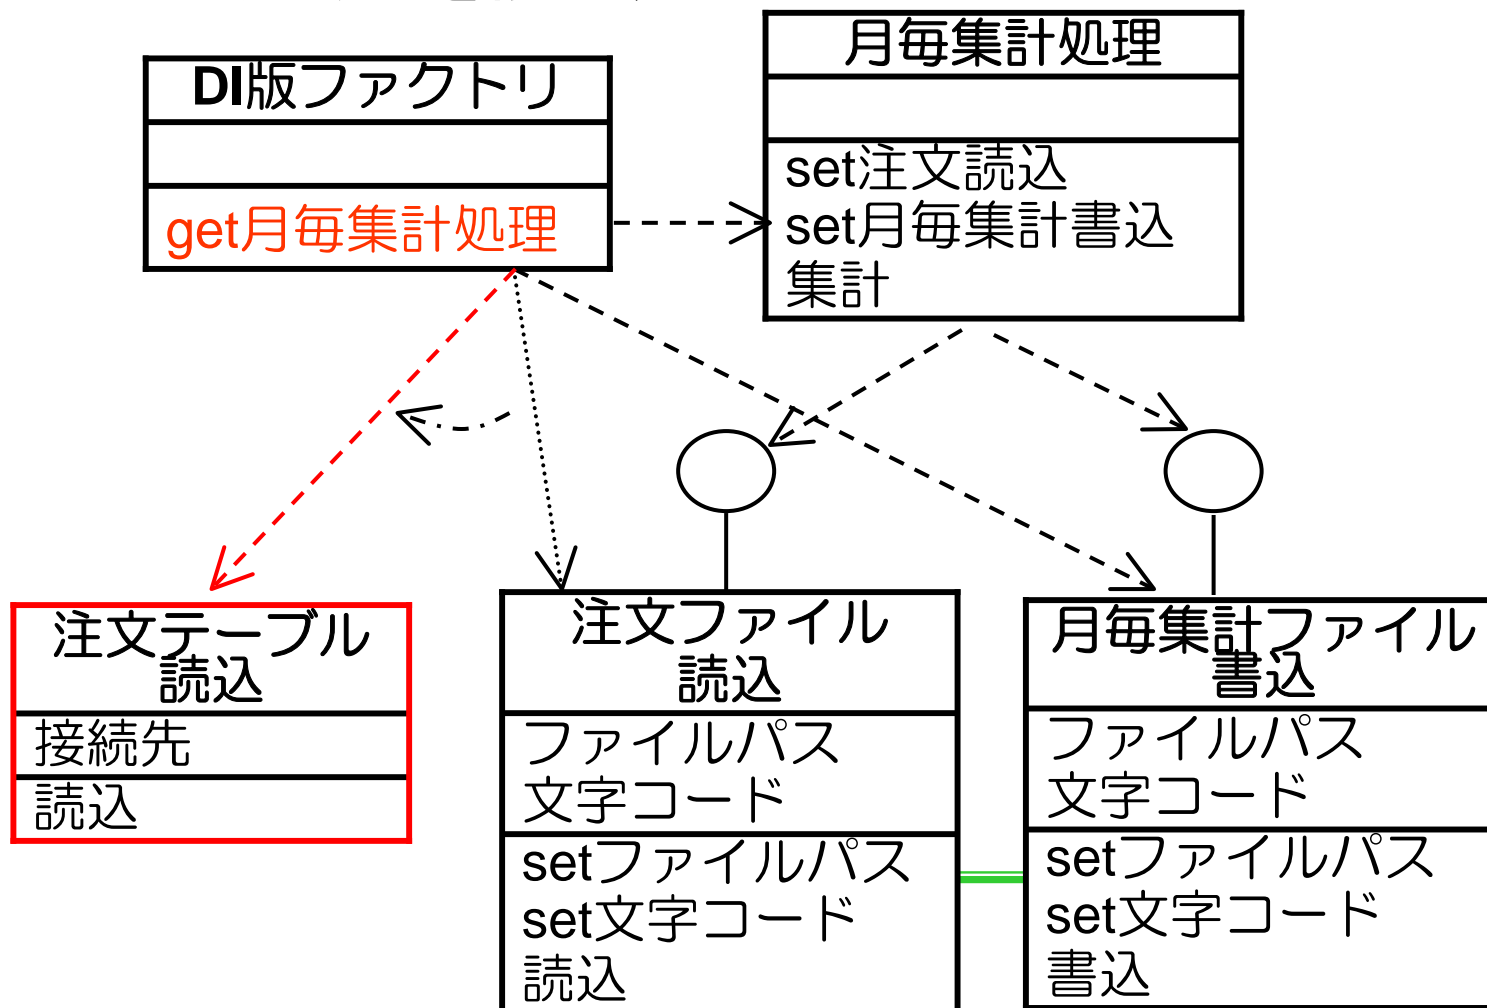 DI版ファクトリ
get月毎集計処理
月毎集計処理
set注文読込
set月毎集計書込
集計
注文テーブル
読込
接続先
読込
注文ファイル
読込
ファイルパス
文字コード
setファイルパス
set文字コード
読込
月毎集計ファイル
書込
ファイルパス
文字コード
setファイルパス
set文字コード
書込